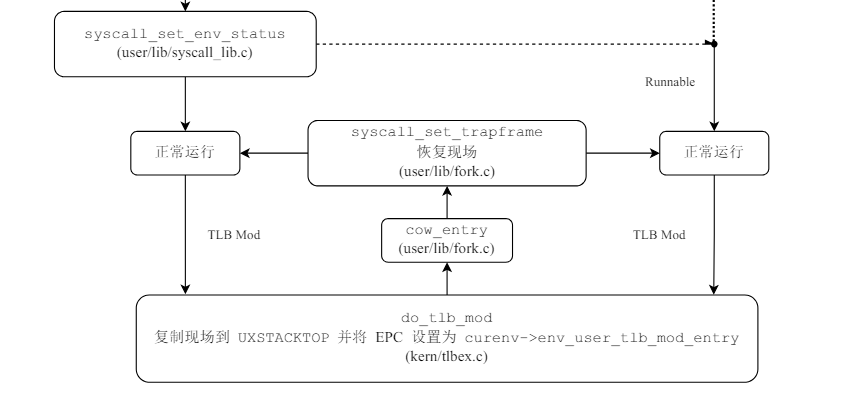 syscall_set_env_status
(user/lib/syscall_lib.c)
Runnable
syscall_set_trapframe
恢复现场
(user/lib/fork.c)
正常运行
正常运行
cow_entry
(user/lib/fork.c)
TLB Mod
TLB Mod
do_tlb_mod
复制现场到 UXSTACKTOP 并将 EPC 设置为 curenv->env_user_tlb_mod_entry
(kern/tlbex.c)